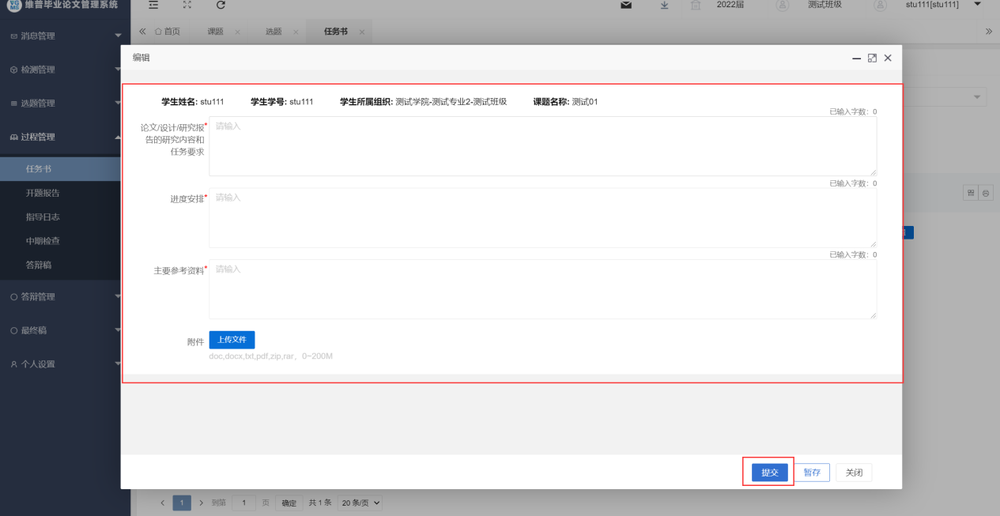 VG MS 维普毕业论文管理系统
2022届 测试班级 stu111[stu111]
首页 课题 选题 任务书
消息管理
检测管理
选题管理
过程管理
任务书
开题报告
指导日志
中期检查
答辩稿
答辩管理
最终稿
个人设置
编辑
学生姓名: stu111 学生学号: stu111 学生所属组织: 测试学院-测试专业2-测试班级 课题名称: 测试01
已输入字数: 0
论文/设计/研究报* 请输入
告的研究内容和
任务要求
已输入字数: 0
进度安排* 请输入
已输入字数: 0
主要参考资料* 请输入
附件 上传文件
doc,docx,txt,pdf,zip,rar，0~200M
提交 暂存 关闭
1 到第 1 页 确定 共 1 条 20 条/页